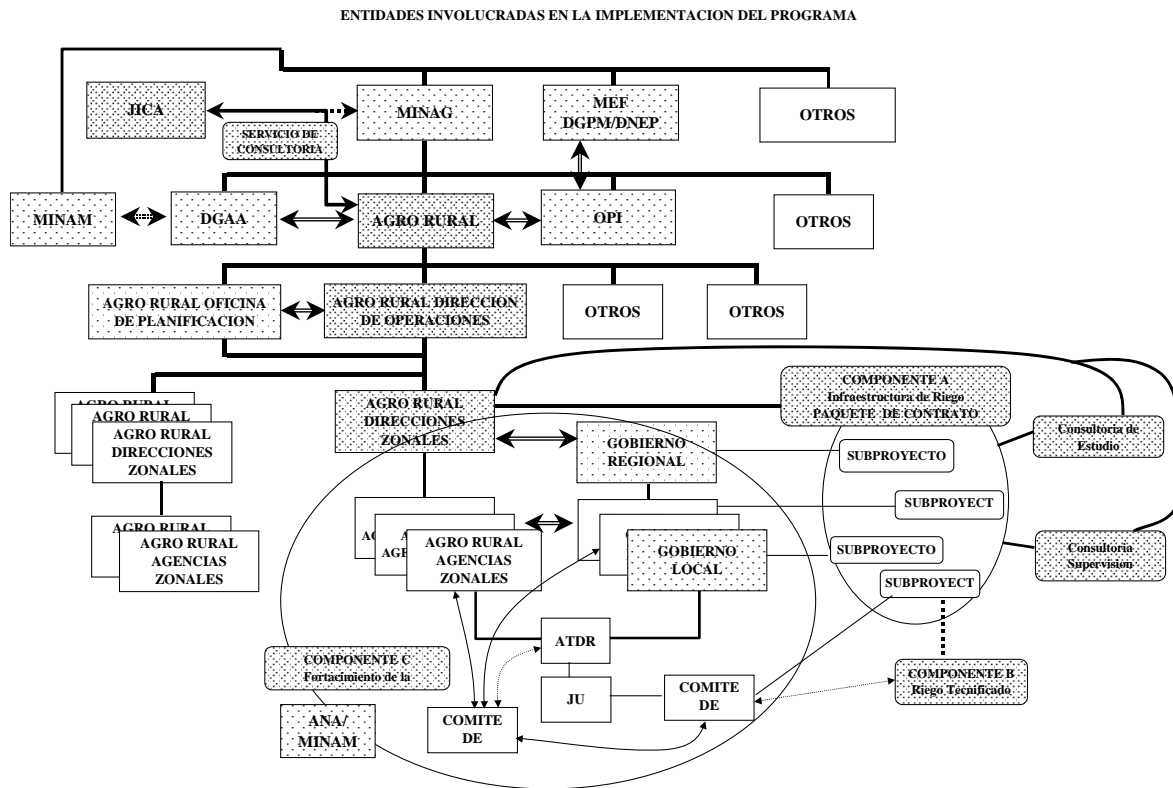 ENTIDADES INVOLUCRADAS EN LA IMPLEMENTACION DEL PROGRAMA
JICA
SERVICIO DE
CONSULTORIA
MINAG
MEF
DGPM/DNEP
OTROS
MINAM
DGAA
AGRO RURAL
OPI
OTROS
AGRO RURAL OFICINA
DE PLANIFICACION
AGRO RURAL DIRECCION
DE OPERACIONES
OTROS
OTROS
AGRO RURAL
AGRO RURAL
AGRO RURAL
DIRECCIONES
ZONALES
AGRO RURAL
AGRO RURAL
AGENCIAS
ZONALES
AGRO RURAL
DIRECCIONES
ZONALES
GOBIERNO
REGIONAL
COMPONENTE A
Infraestructura de Riego
PAQUETE DE CONTRATO
Consultoria de
Estudio
SUBPROYECTO
SUBPROYECT
SUBPROYECTO
SUBPROYECT
Consultoria
Supervision
AGRO RURAL
AGENCIAS
ZONALES
GOBIERNO
LOCAL
ATDR
JU
COMPONENTE C
Fortacimiento de la
ANA/
MINAM
COMITE
DE
COMITE
DE
COMPONENTE B
Riego Tecnificado